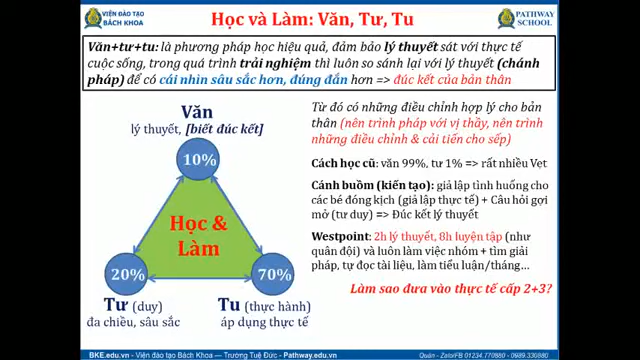 VIỆN ĐÀO TẠO
BÁCH KHOA
Học và Làm: Văn, Tư, Tu
PATHWAY
SCHOOL
Văn+tư+tu: là phương pháp học hiệu quả, đảm bảo lý thuyết sát với thực tế
cuộc sống, trong quá trình trải nghiệm thì luôn so sánh lại với lý thuyết (chánh
pháp) để có cái nhìn sâu sắc hơn, đúng đắn hơn => đúc kết của bản thân
Văn
lý thuyết, [biết đúc kết]
10%
Học &
Làm
20%
70%
Tư (duy)
đa chiều, sâu sắc
Tu (thực hành)
áp dụng thực tế
Từ đó có những điều chỉnh hợp lý cho bản
thân (nên trình pháp với vị thầy, nên trình
những điều chỉnh & cải tiến cho sếp)
Cách học cũ: văn 99%, tư 1% => rất nhiều Vẹt
Cánh buồm (kiến tạo): giả lập tình huống cho
các bé đóng kịch (giả lập thực tế) + Câu hỏi gợi
mở (tư duy) => Đúc kết lý thuyết
Westpoint: 2h lý thuyết, 8h luyện tập (như
quân đội) và luôn làm việc nhóm + tìm giải
pháp, tự đọc tài liệu, làm tiểu luận/tháng...
Làm sao đưa vào thực tế cấp 2+3?
BKE.edu.vn - Viện đào tạo Bách Khoa — Trường Tuệ Đức - Pathway.edu.vn
Quán - Zalo/FB 01234.770880 - 0989.330880